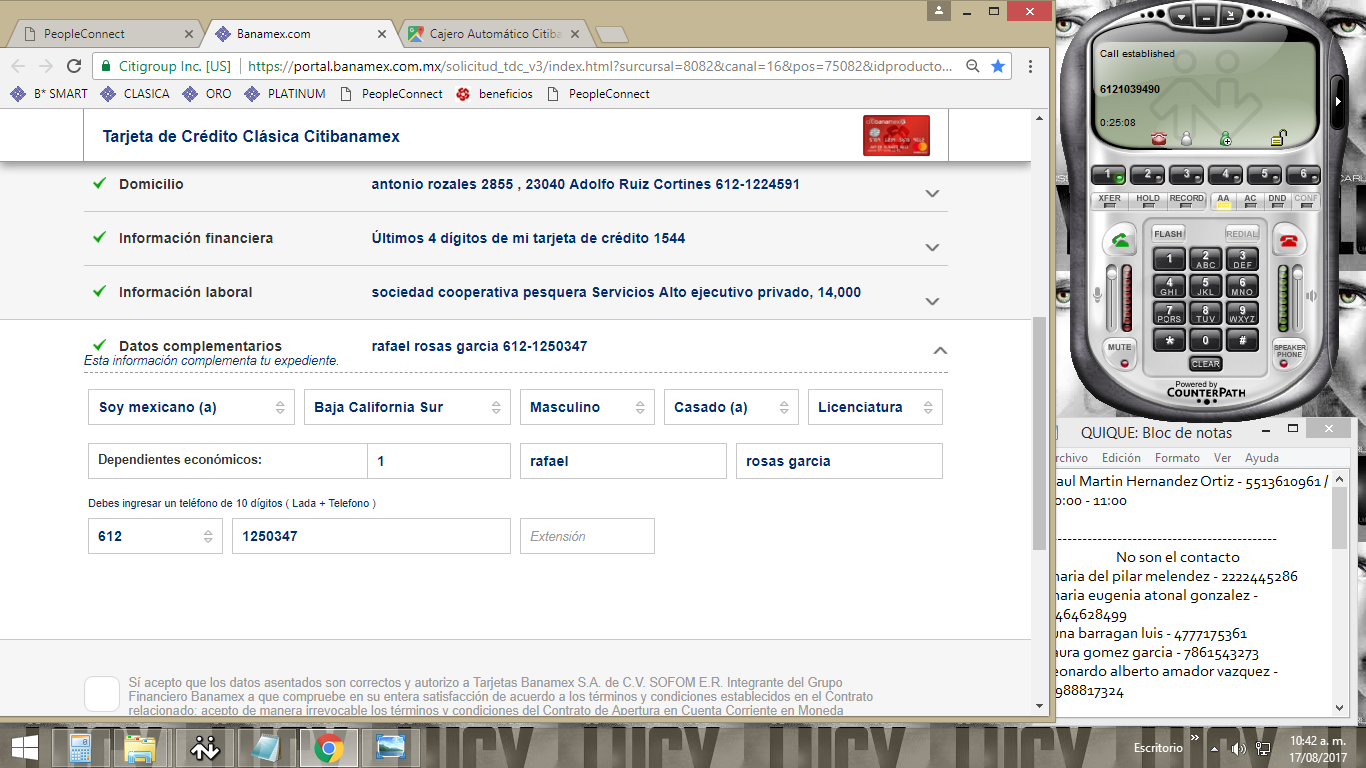 PeopleConnect
Banamex.com
Cajero Automático Citiba
Citigroup Inc. [US]
https://portal.banamex.com.mx/solicitud_tdc_v3/index.html?surcursal=8082&canal=16&pos=75082&idproducto...
B* SMART
CLASICA
ORO
PLATINUM
PeopleConnect
beneficios
PeopleConnect
Tarjeta de Crédito Clásica Citibanamex
Domicilio
antonio rozales 2855 , 23040 Adolfo Ruiz Cortines 612-1224591
Información financiera
Últimos 4 dígitos de mi tarjeta de crédito 1544
Información laboral
sociedad cooperativa pesquera Servicios Alto ejecutivo privado, 14,000
Datos complementarios
rafael rosas garcia 612-1250347
Esta información complementa tu expediente.
Soy mexicano (a)
Baja California Sur
Masculino
Casado (a)
Licenciatura
Dependientes económicos:
1
rafael
rosas garcia
Debes ingresar un teléfono de 10 dígitos ( Lada + Telefono )
612
1250347
Extensión
Sí acepto que los datos asentados son correctos y autorizo a Tarjetas Banamex S.A. de C.V. SOFOM E.R. Integrante del Grupo
Financiero Banamex a que compruebe en su entera satisfacción de acuerdo a los términos y condiciones establecidos en el Contrato
relacionado: acepto de manera irrevocable los términos y condiciones del Contrato de Apertura en Cuenta Corriente en Moneda
Call established
6121039490
0:25:08
1 2 3 4 5 6
XFER HOLD RECORD AA AC DND CONF
FLASH
REDIAL
1
2 ABC
3 DEF
4 GHI
5 JKL
6 MNO
7 PQRS
8 TUV
9 WXYZ
* 0 #
MUTE
CLEAR
SPEAKER
PHONE
Powered by
COUNTERPATH
QUIQUE: Bloc de notas
rchivo Edición Formato Ver Ayuda
aul Martin Hernandez Ortiz - 5513610961 /
0:00 - 11:00
No son el contacto
naria del pilar melendez - 2222445286
naria eugenia atonal gonzalez -
464628499
una barragan luis - 4777175361
aura gomez garcia - 7861543273
eonardo alberto amador vazquez -
988817324
LUCY LUCY LUCY
Escritorio
10:42 a. m.
17/08/2017